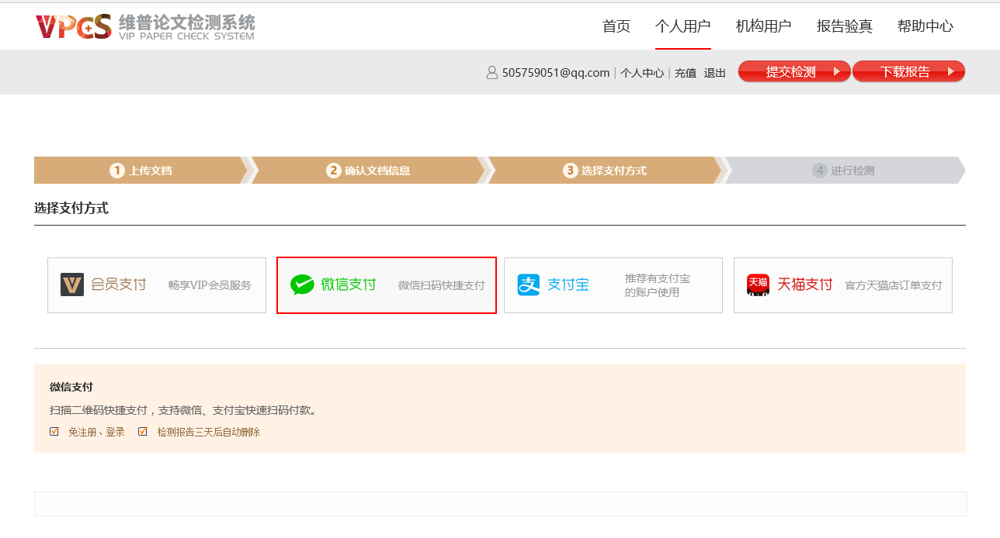 VPCS 维普论文检测系统
VIP PAPER CHECK SYSTEM
首页 个人用户 机构用户 报告验真 帮助中心
505759051@qq.com | 个人中心 | 充值 退出 提交检测 下载报告
1 上传文档 2 确认文档信息 3 选择支付方式 4 进行检测
选择支付方式
会员支付 畅享VIP会员服务
微信支付 微信扫码快捷支付
支付宝 推荐有支付宝
的账户使用
天猫 天猫支付 官方天猫店订单支付
微信支付
扫描二维码快捷支付，支持微信、支付宝快速扫码付款。
免注册、登录 检测报告三天后自动删除